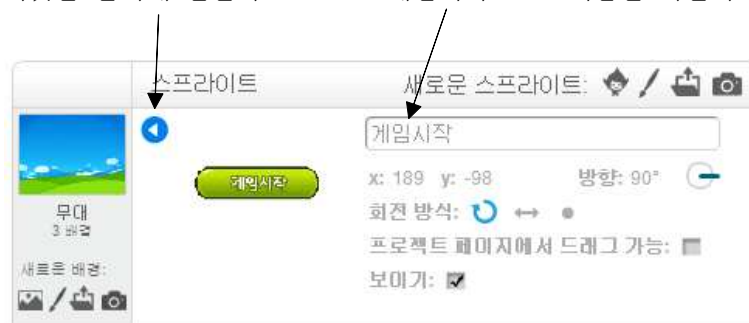 스프라이트
새로운 스프라이트:
게임시작
게임시작
x: 189 y: -98 방향: 90°
회전 방식:
프로젝트 페이지에서 드래그 가능:
보이기:
무대
3 배경
새로운 배경: